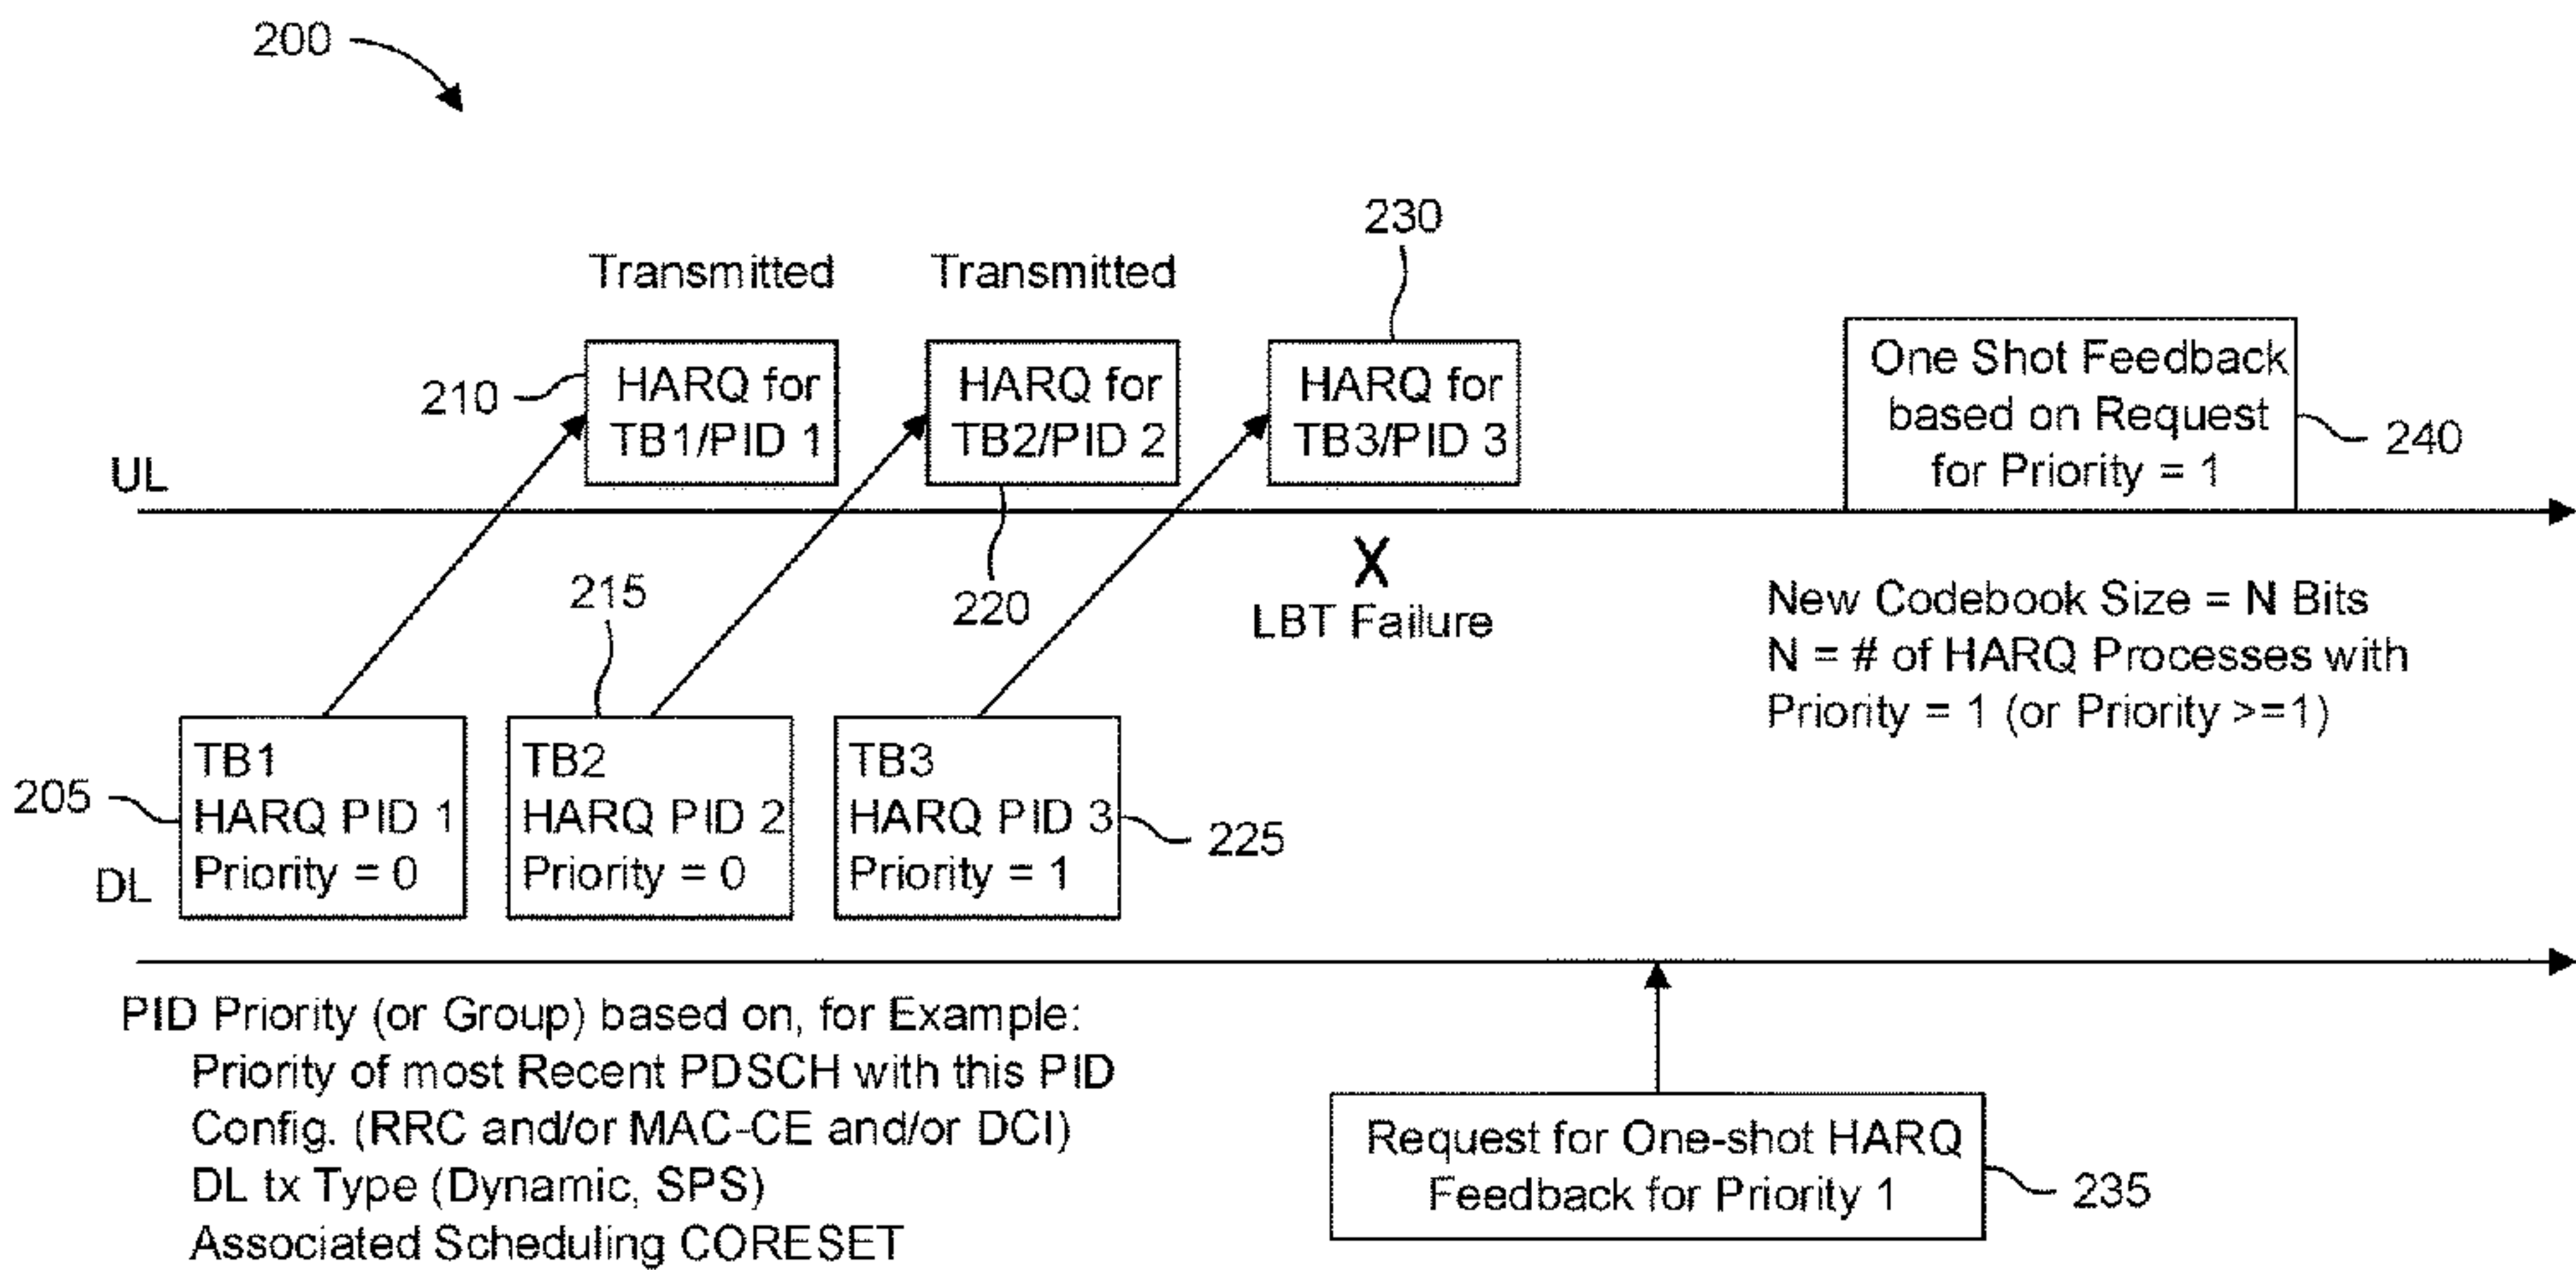 200
230
Transmitted
Transmitted
210
HARQ for
TB1/PID 1
HARQ for
TB2/PID 2
HARQ for
TB3/PID 3
One Shot Feedback
based on Request
for Priority = 1
240
UL
215
220
X
LBT Failure
New Codebook Size = N Bits
N = # of HARQ Processes with
Priority = 1 (or Priority >=1)
205
TB1
HARQ PID 1
Priority = 0
TB2
HARQ PID 2
Priority = 0
TB3
HARQ PID 3
Priority = 1
225
DL
PID Priority (or Group) based on, for Example:
Priority of most Recent PDSCH with this PID
Config. (RRC and/or MAC-CE and/or DCI)
DL tx Type (Dynamic, SPS)
Associated Scheduling CORESET
Request for One-shot HARQ
Feedback for Priority 1
235